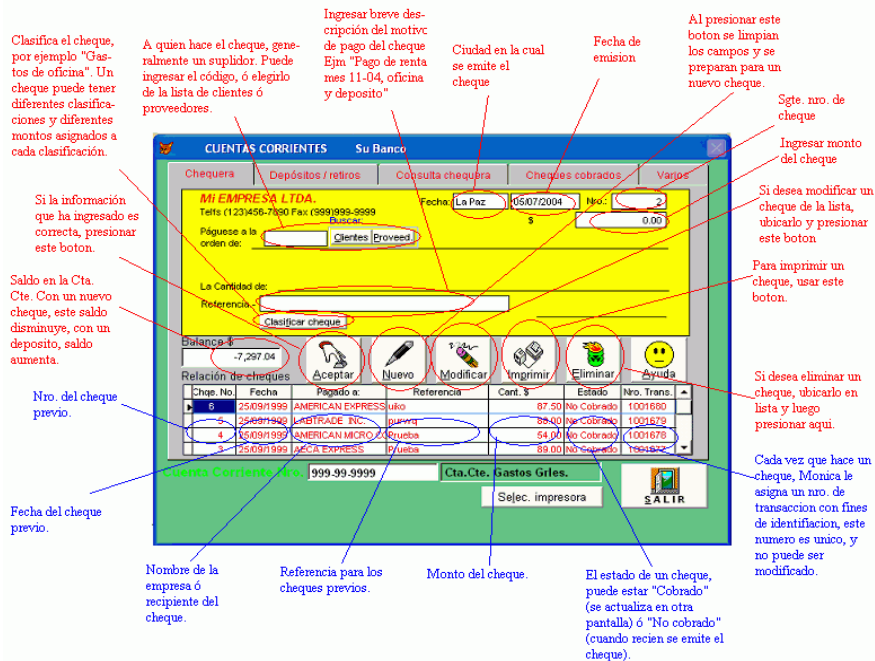 Clasifica el cheque,
por ejemplo "Gas-
tos de oficina". Un
cheque puede tener
diferentes clasifica-
ciones y diferentes
montos asignados a
cada clasificación.
A quien hace el cheque, gene-
ralmente un suplidor. Puede
ingresar el código, ó elegirlo
de la lista de clientes ó
proveedores.
Ingresar breve des-
cripción del motivc
de pago del cheque
Ejm "Pago de renta
mes 11-04, oficina
y deposito"
Ciudad en la cual
se emite el
cheque
Fecha de
emision
Al presionar este
boton se limpian
los campos y se
preparan para un
nuevo cheque.
Sgte. nro. de
cheque
Ingresar monto
del cheque
Si desea modificar un
cheque de la lista,
ubicarlo y presionar
este boton
Para imprimir un
cheque, usar este
boton.
Si desea eliminar un
cheque, ubicarlo en
lista y luego
presionar aqui.
Si la información
que ha ingresado es
correcta, presionar
este boton.
Saldo en la Cta.
Cte. Con un nuevo
cheque, este saldo
disminuye, con un
deposito, saldo
aumenta.
CUENTAS CORRIENTES Su Banco
Chequera Depósitos / retiros Consulta chequera Cheques cobrados Varios
Mi EMPRESA LTDA.
Telfs (123)456-7890 Fax (999)999-9999
Fecha: La Paz 05/07/2004 Nro.: 2
Buscar:
$ 0.00
Páguese a la
orden de:
Clientes Proveed.
La Cantidad de:
Referencia -
Clasificar cheque
Balance $
-7,297.04
Aceptar Nuevo Modificar Imprimir Eliminar Ayuda
Relación de cheques
Chqe. No. Fecha Pagado a: Referencia Cant. $ Estado Nro. Trans.
6 25/09/1999 AMERICAN EXPRESS uiko 87.50 No Cobrado 1001680
5 25/09/1999 LABTRADE INC. 88.00 No Cobrado 1001679
4 25/09/1999 AMERICAN MICRO CO Prueba 54.00 No Cobrado 1001678
3 25/09/1999 AECA EXPRESS Prueba 89.00 No Cobrado 1001677
Cuenta Corriente Nro. 999-99-9999 Cta.Cte. Gastos Grles.
Selec. impresora
SALIR
Nro. del cheque
previo.
Fecha del cheque
previo.
Nombre de la
empresa ó
recipiente del
cheque.
Referencia para los
cheques previos.
Monto del cheque.
El estado de un cheque,
puede estar "Cobrado"
(se actualiza en otra
pantalla) ó "No cobrado"
(cuando recien se emite el
cheque).
Cada vez que hace un
cheque, Monica le
asigna un nro. de
transaccion con fines
de identifiacion, este
numero es unico, y
no puede ser
modificado.